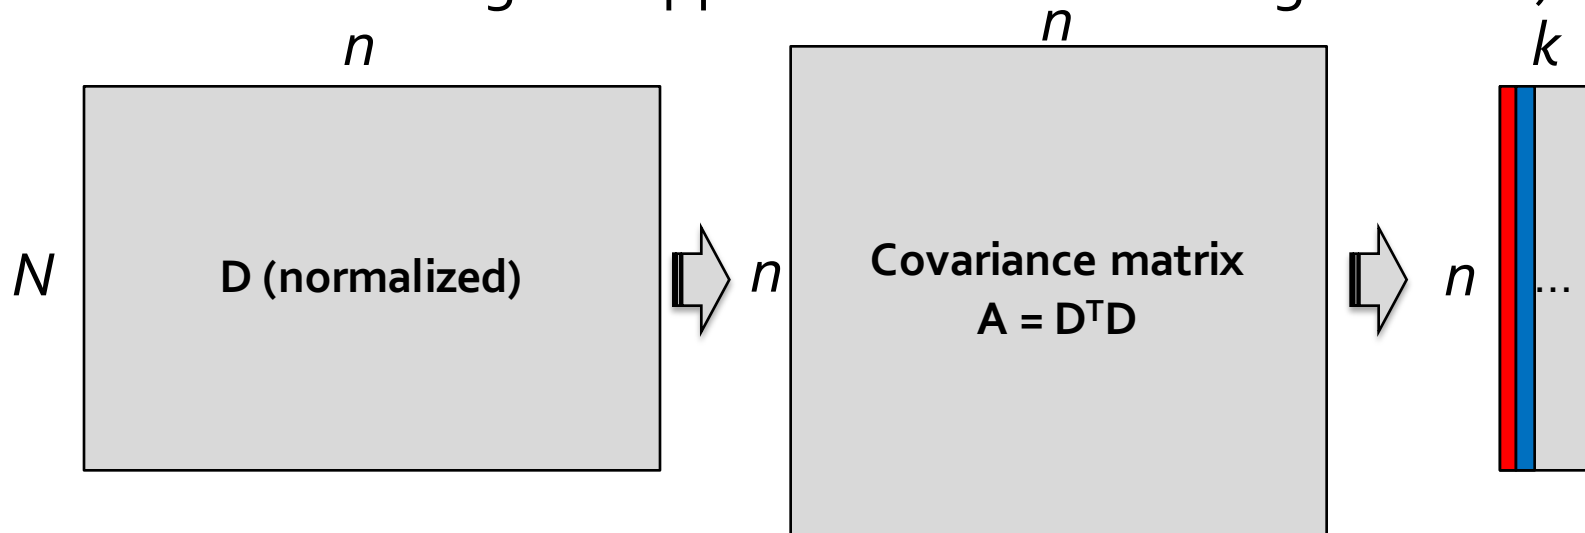 n
n
k
N
D (normalized)
n
Covariance matrix
A = DᵀD
n
...